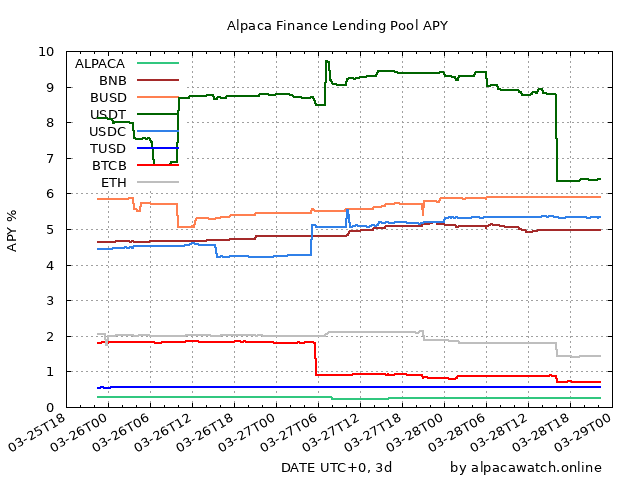 Alpaca Finance Lending Pool APY
APY %
10
9
8
7
6
5
4
3
2
1
0
ALPACA
BNB
BUSD
USDT
USDC
TUSD
BTCB
ETH
03-25T18
03-26T00
03-26T06
03-26T12
03-26T18
03-27T00
03-27T06
03-27T12
03-27T18
03-28T00
03-28T06
03-28T12
03-28T18
03-29T00
DATE UTC+0, 3d
by alpacawatch.online